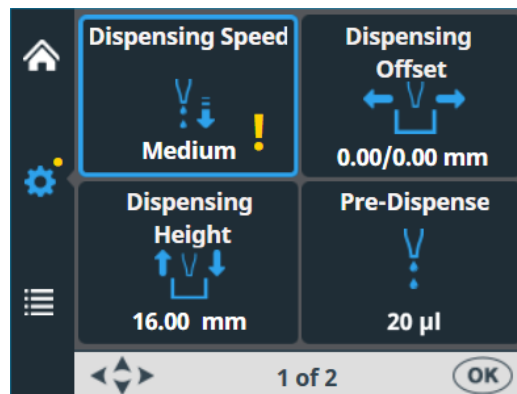 Dispensing Speed
Medium !
Dispensing
Offset
0.00/0.00 mm
Dispensing
Height
16.00 mm
Pre-Dispense
20 µl
1 of 2
OK